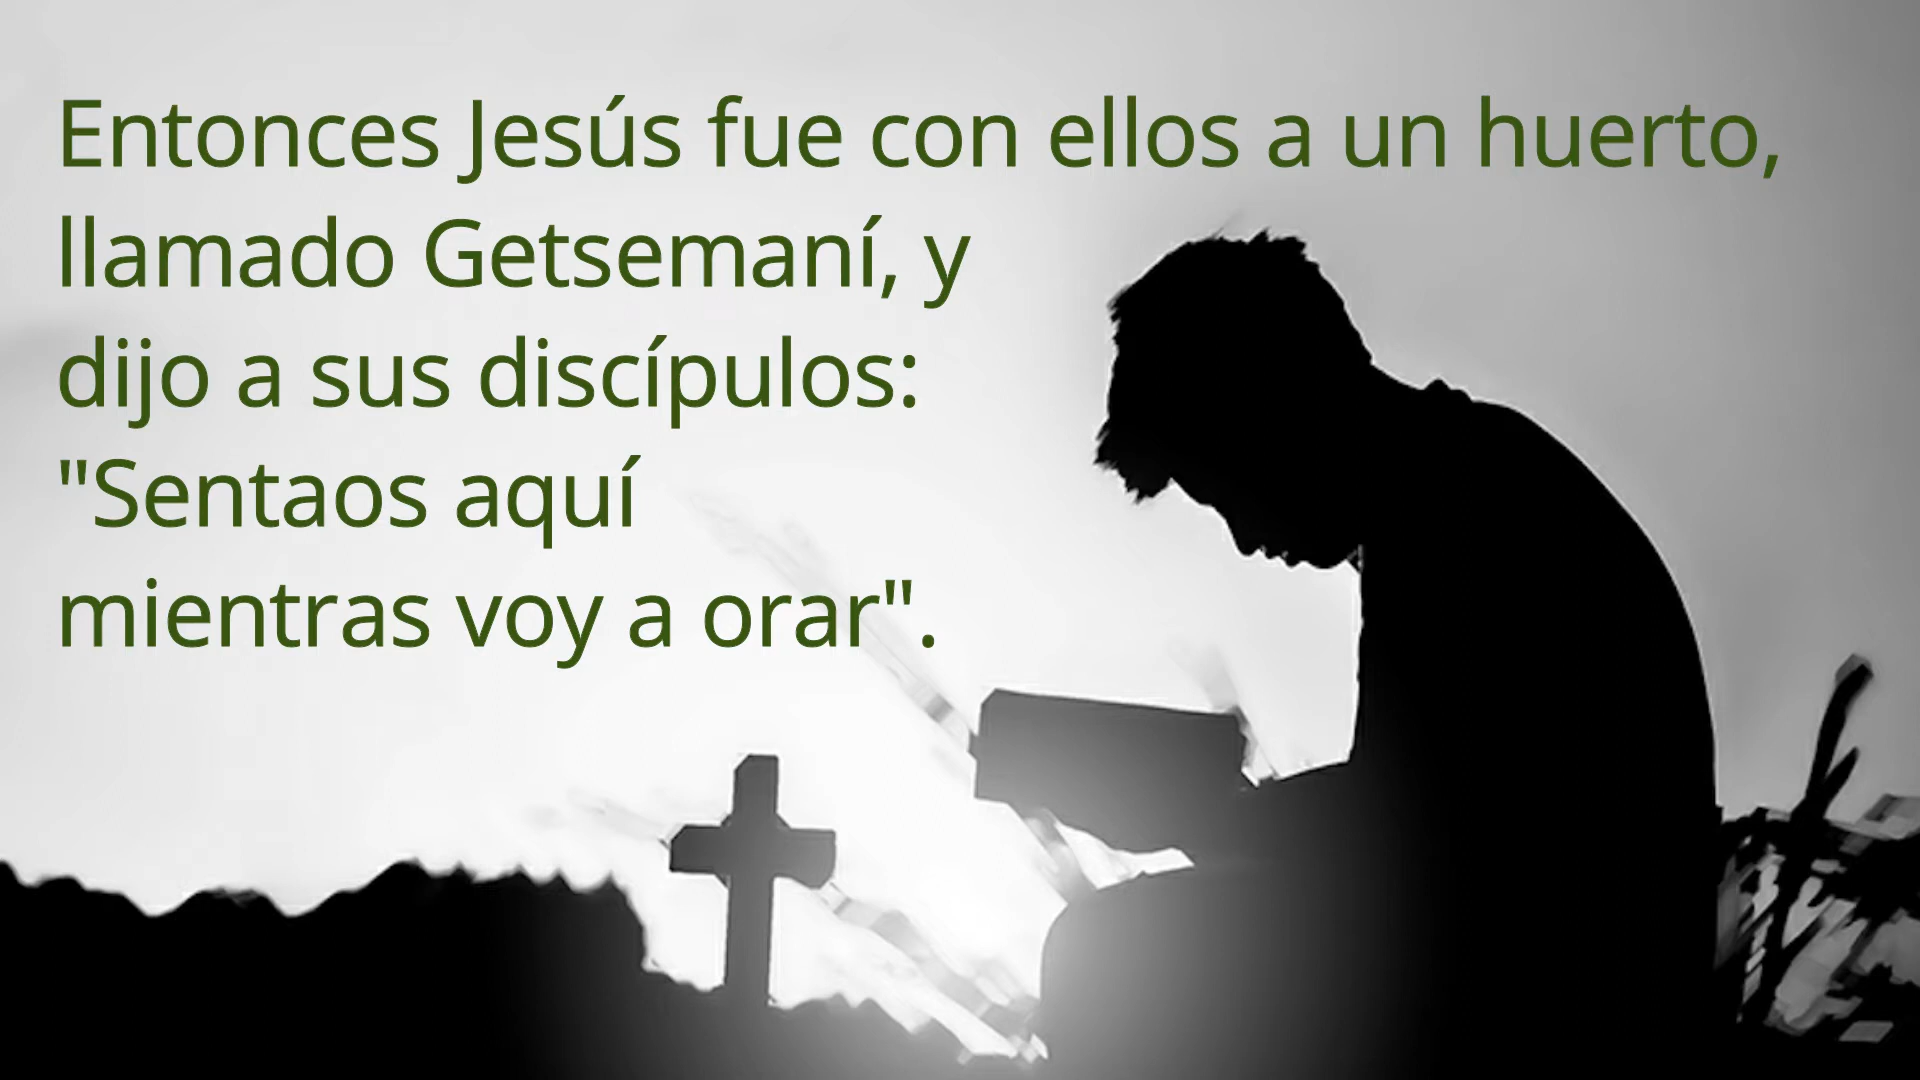 Entonces Jesús fue con ellos a un huerto,
llamado Getsemaní, y
dijo a sus discípulos:
"Sentaos aquí
mientras voy a orar".